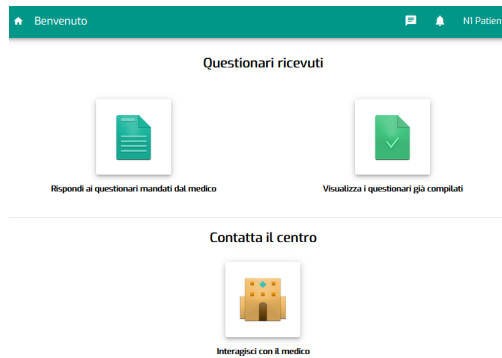 Benvenuto
N1 Patien
Questionari ricevuti
Rispondi ai questionari mandati dal medico
Visualizza i questionari già compilati
Contatta il centro
Interagisci con il medico